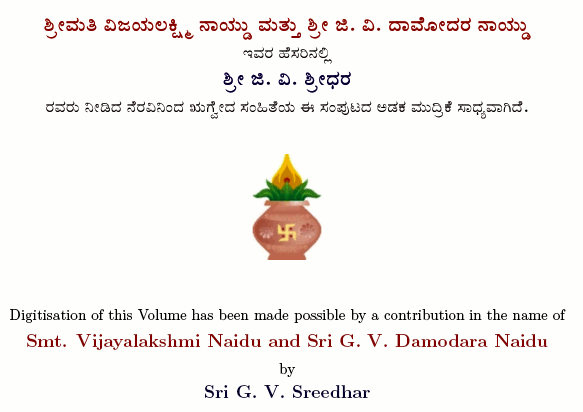 ಶ್ರೀಮತಿ ವಿಜಯಲಕ್ಷ್ಮಿ ನಾಯ್ಡು ಮತ್ತು ಶ್ರೀ ಜಿ. ವಿ. ದಾಮೋದರ ನಾಯ್ಡು
ಇವರ ಹೆಸರಿನಲ್ಲಿ
ಶ್ರೀ ಜಿ. ವಿ. ಶ್ರೀಧರ
ರವರು ನೀಡಿದ ನೆರವಿನಿಂದ ಋಗ್ವೇದ ಸಂಹಿತೆಯ ಈ ಸಂಪುಟದ ಅಡಕ ಮುದ್ರಿಕೆ ಸಾಧ್ಯವಾಗಿದೆ.
Digitisation of this Volume has been made possible by a contribution in the name of
Smt. Vijayalakshmi Naidu and Sri G. V. Damodara Naidu
by
Sri G. V. Sreedhar